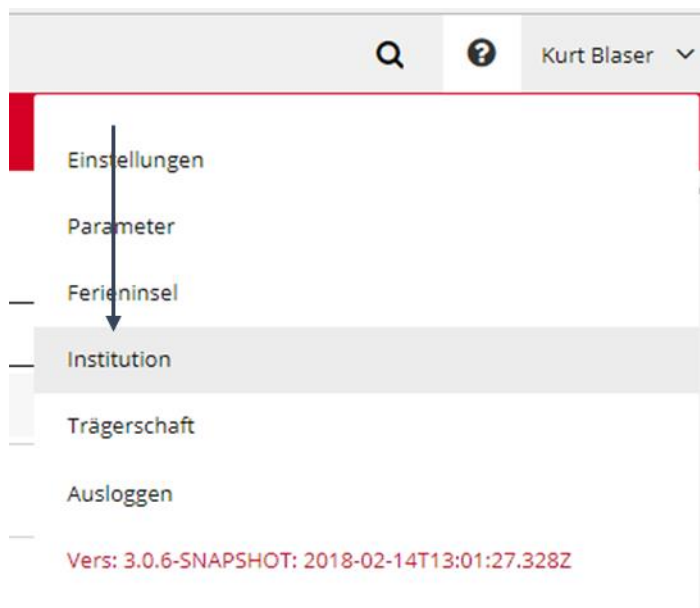 Kurt Blaser
Einstellungen
Parameter
Ferieninsel
Institution
Trägerschaft
Ausloggen
Vers: 3.0.6-SNAPSHOT: 2018-02-14T13:01:27.328Z